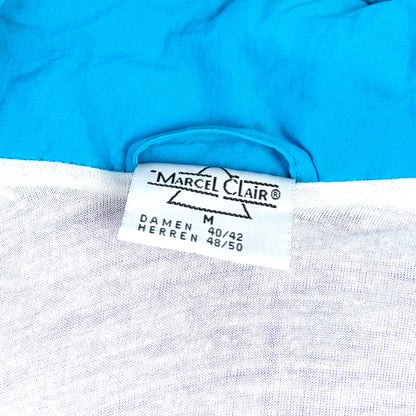 MARCEL CLAIR®
M
DAMEN 40/42
HERREN 48/50